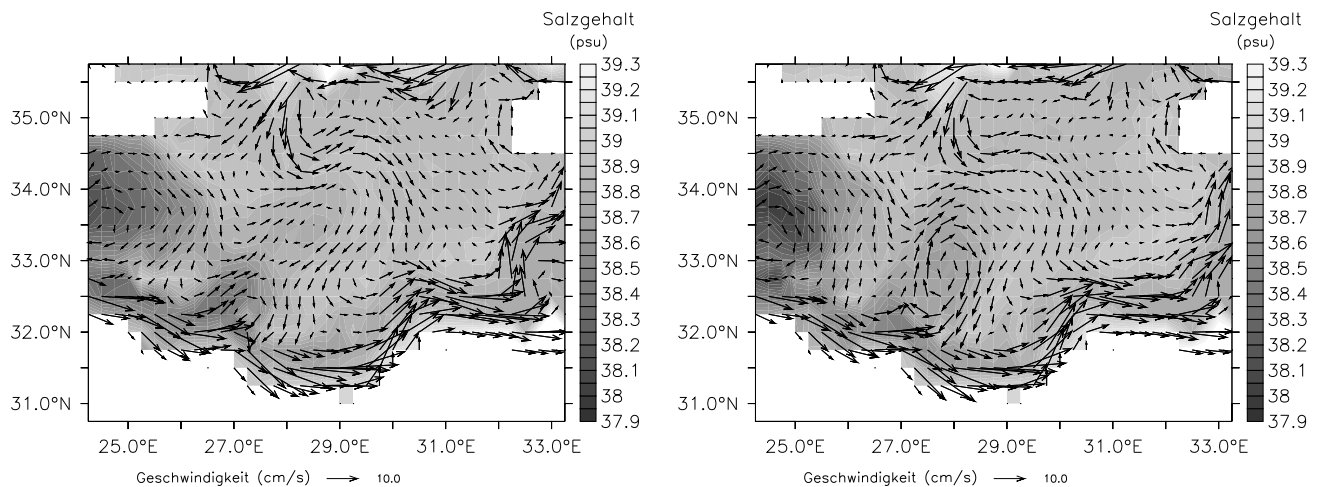 Salzgehalt
(psu)
39.3
39.2
39.1
39
38.9
38.8
38.7
38.6
38.5
38.4
38.3
38.2
38.1
38
37.9
35.0°N
34.0°N
33.0°N
32.0°N
31.0°N
25.0°E 27.0°E 29.0°E 31.0°E 33.0°E
Geschwindigkeit (cm/s) 10.0
Salzgehalt
(psu)
39.3
39.2
39.1
39
38.9
38.8
38.7
38.6
38.5
38.4
38.3
38.2
38.1
38
37.9
35.0°N
34.0°N
33.0°N
32.0°N
31.0°N
25.0°E 27.0°E 29.0°E 31.0°E 33.0°E
Geschwindigkeit (cm/s) 10.0